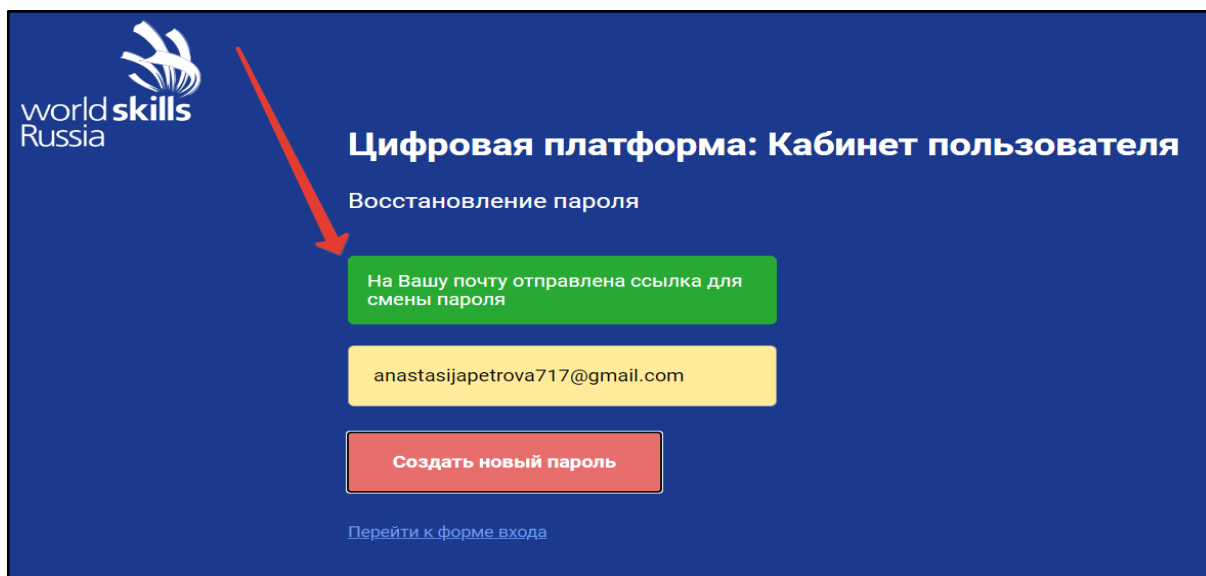 world skills
Russia
Цифровая платформа: Кабинет пользователя
Восстановление пароля
На Вашу почту отправлена ссылка для
смены пароля
anastasijapetrova717@gmail.com
Создать новый пароль
Перейти к форме входа